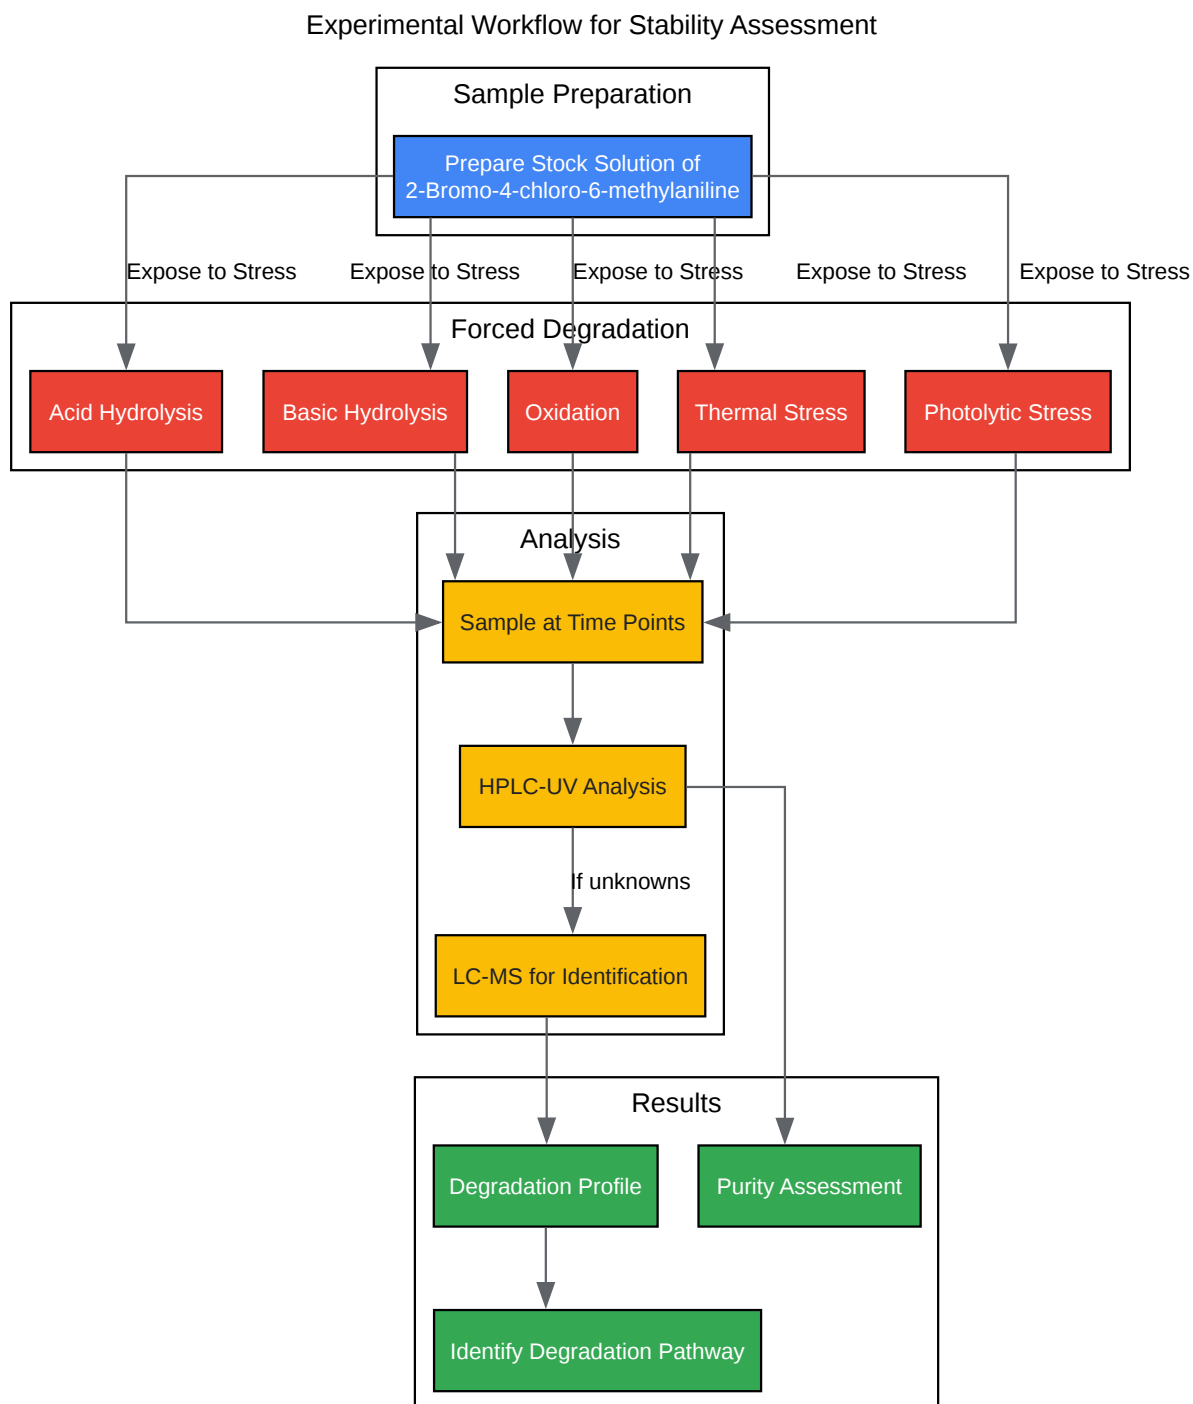 Experimental Workflow for Stability Assessment
Sample Preparation
Prepare Stock Solution of
2-Bromo-4-chloro-6-methylaniline
Expose to Stress
Expose to Stress
Expose to Stress
Expose to Stress
Expose to Stress
Forced Degradation
Acid Hydrolysis
Basic Hydrolysis
Oxidation
Thermal Stress
Photolytic Stress
Analysis
Sample at Time Points
HPLC-UV Analysis
If unknowns
LC-MS for Identification
Results
Degradation Profile
Purity Assessment
Identify Degradation Pathway